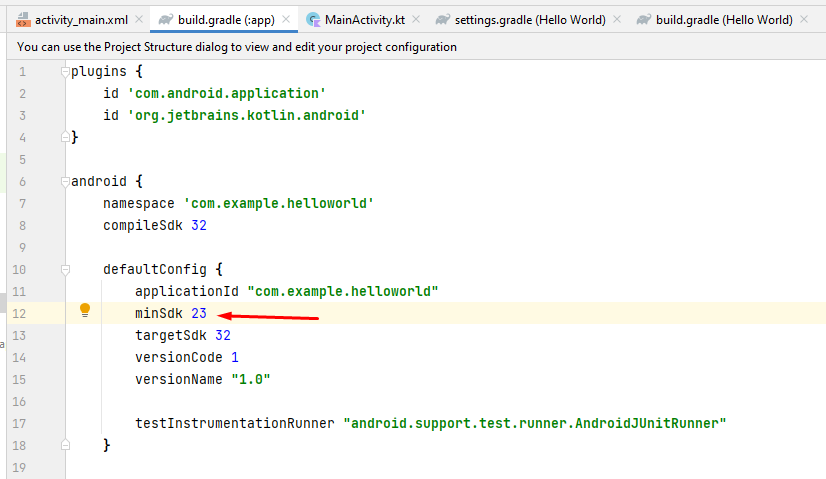 activity_main.xml build.gradle (:app) MainActivity.kt settings.gradle (Hello World) build.gradle (Hello World)
You can use the Project Structure dialog to view and edit your project configuration
1 plugins {
2 id 'com.android.application'
3 id 'org.jetbrains.kotlin.android'
4 }
5
6 android {
7 namespace 'com.example.helloworld'
8 compileSdk 32
9
10 defaultConfig {
11 applicationId "com.example.helloworld"
12 minSdk 23
13 targetSdk 32
14 versionCode 1
15 versionName "1.0"
16
17 testInstrumentationRunner "android.support.test.runner.AndroidJUnitRunner"
18 }
19